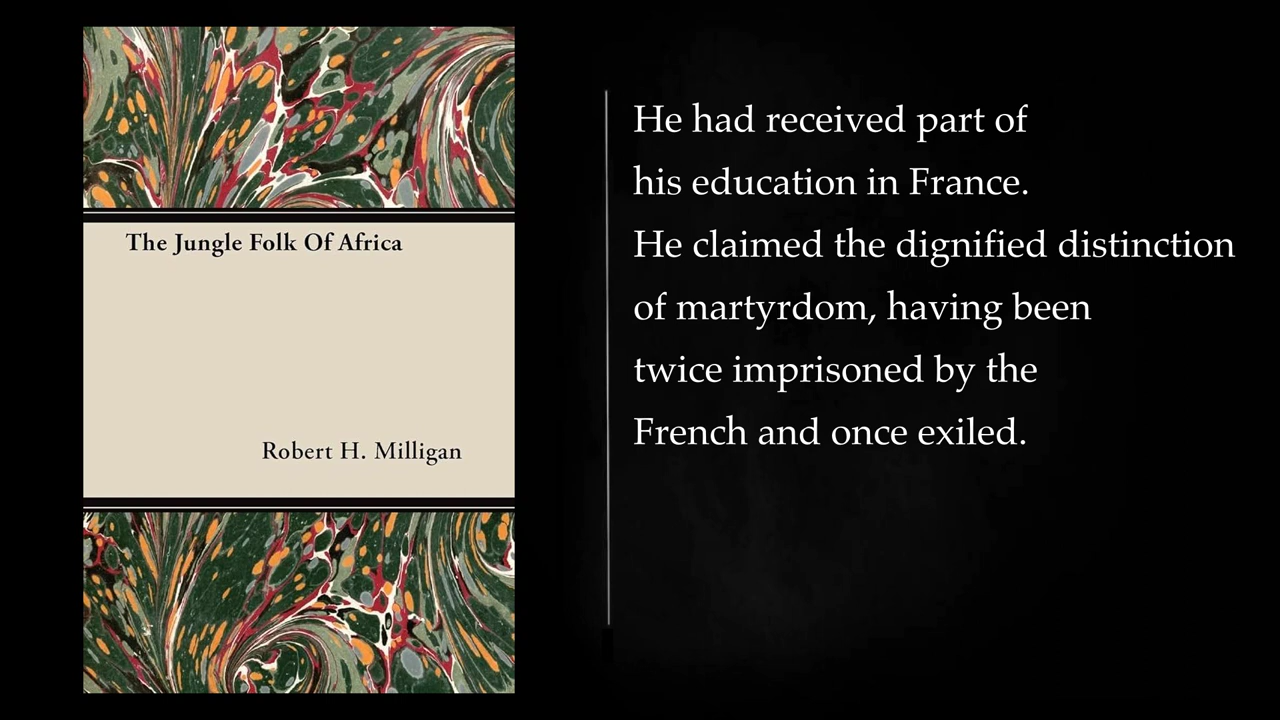 The Jungle Folk Of Africa
Robert H. Milligan
He had received part of
his education in France.
He claimed the dignified distinction
of martyrdom, having been
twice imprisoned by the
French and once exiled.